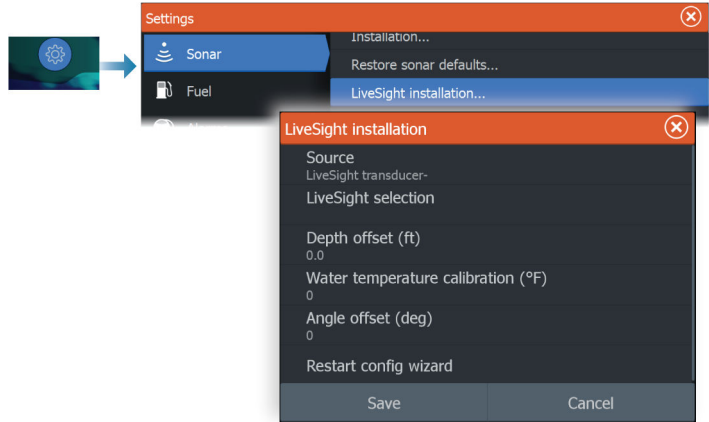 Settings
Installation...
Sonar
Restore sonar defaults...
Fuel
LiveSight installation...
LiveSight installation
Source
LiveSight transducer-
LiveSight selection
Depth offset (ft)
0.0
Water temperature calibration (°F)
0
Angle offset (deg)
0
Restart config wizard
Save
Cancel